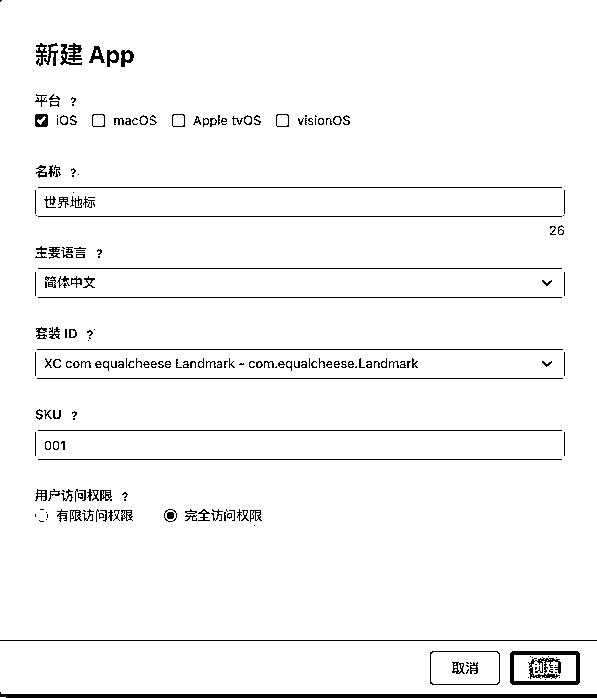 新建 App
平台 ?
iOS macOS Apple tvOS visionOS
名称 ?
世界地标
26
主要语言 ?
简体中文
套装 ID ?
XC com equalcheese Landmark - com.equalcheese.Landmark
SKU ?
001
用户访问权限 ?
有限访问权限 完全访问权限
取消 创建